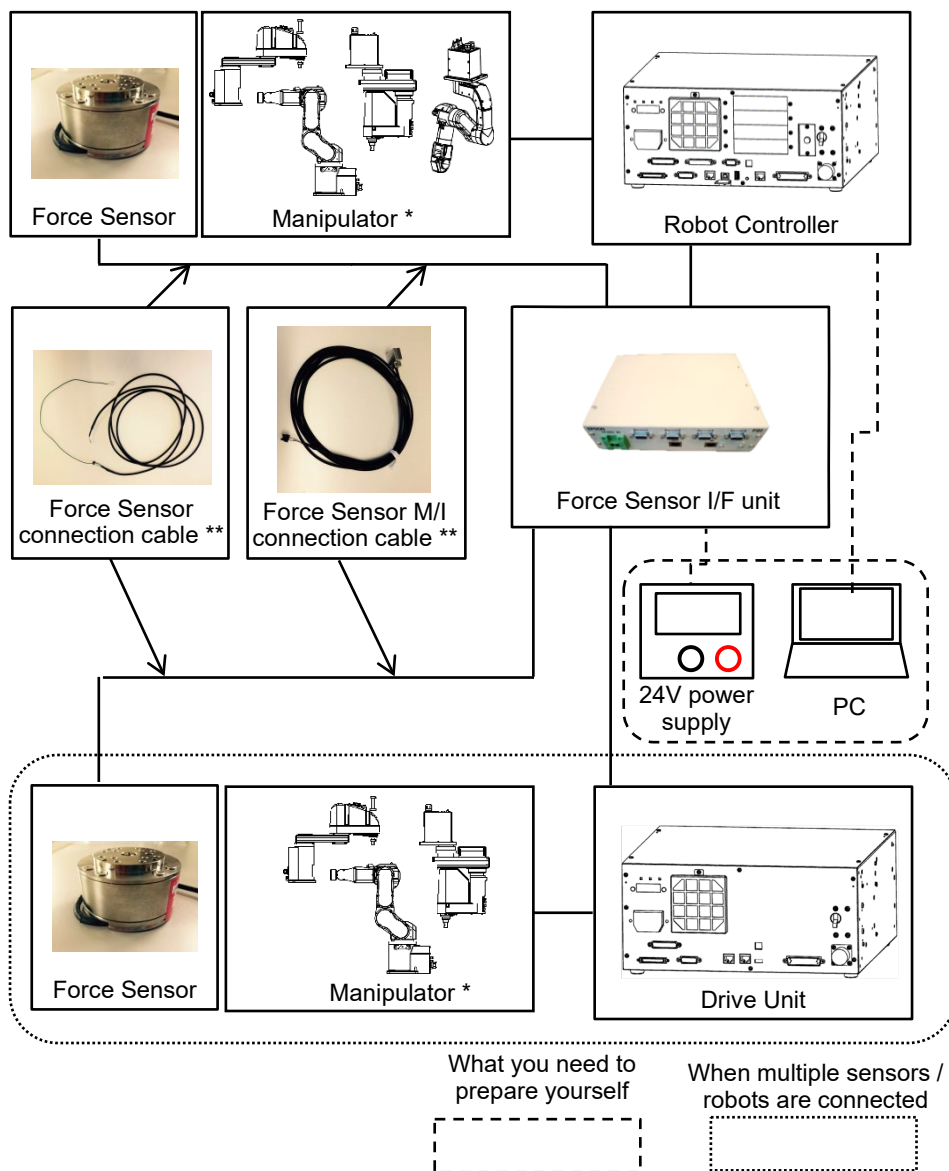 Force Sensor
Manipulator *
Robot Controller
Force Sensor
connection cable **
Force Sensor M/I
connection cable **
Force Sensor I/F unit
24V power
supply
PC
Force Sensor
Manipulator *
Drive Unit
What you need to
prepare yourself
When multiple sensors /
robots are connected